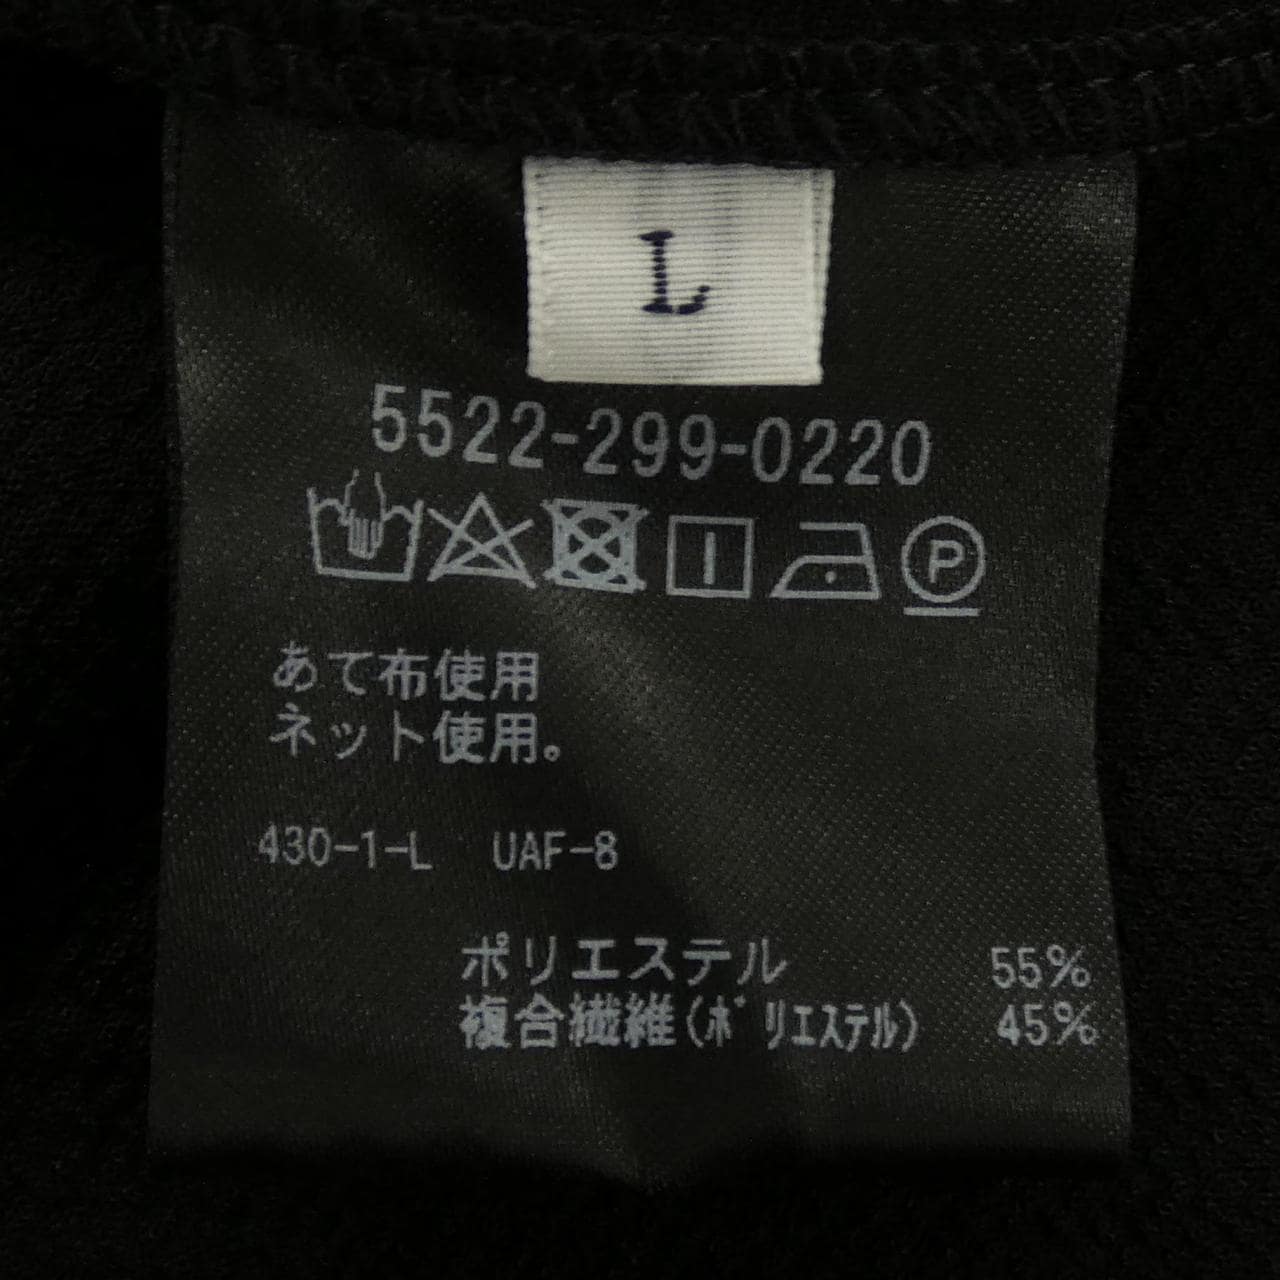 L
5522-299-0220
P
あて布使用
ネット使用。
430-1-L UAF-8
ポリエステル 55%
複合繊維(ポリエステル) 45%